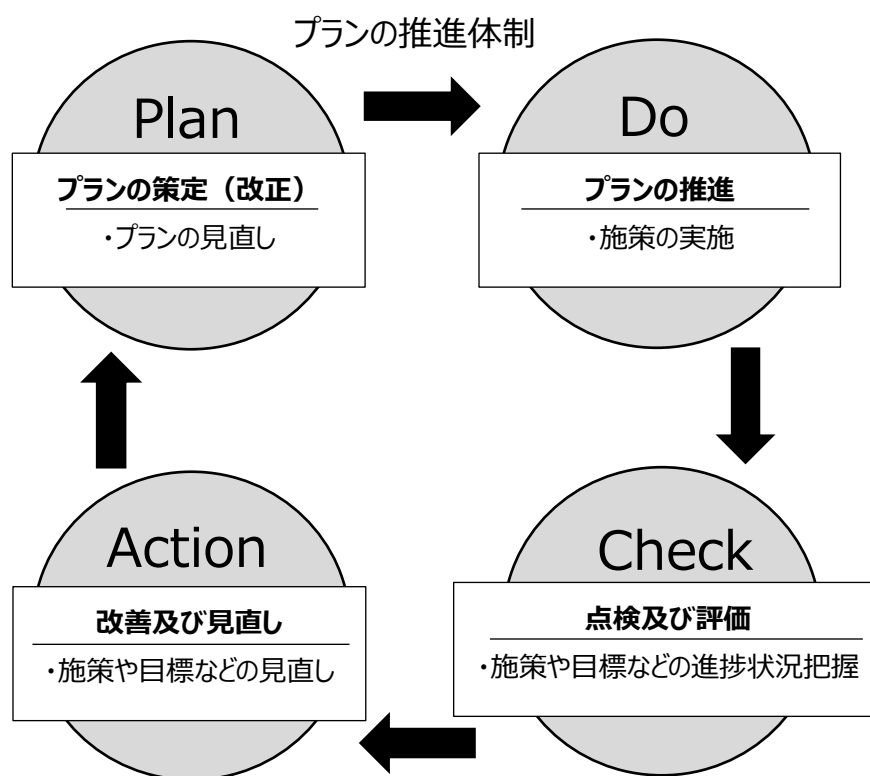 プランの推進体制
Plan
プランの策定（改正）
・プランの見直し
Do
プランの推進
・施策の実施
Action
改善及び見直し
・施策や目標などの見直し
Check
点検及び評価
・施策や目標などの進捗状況把握